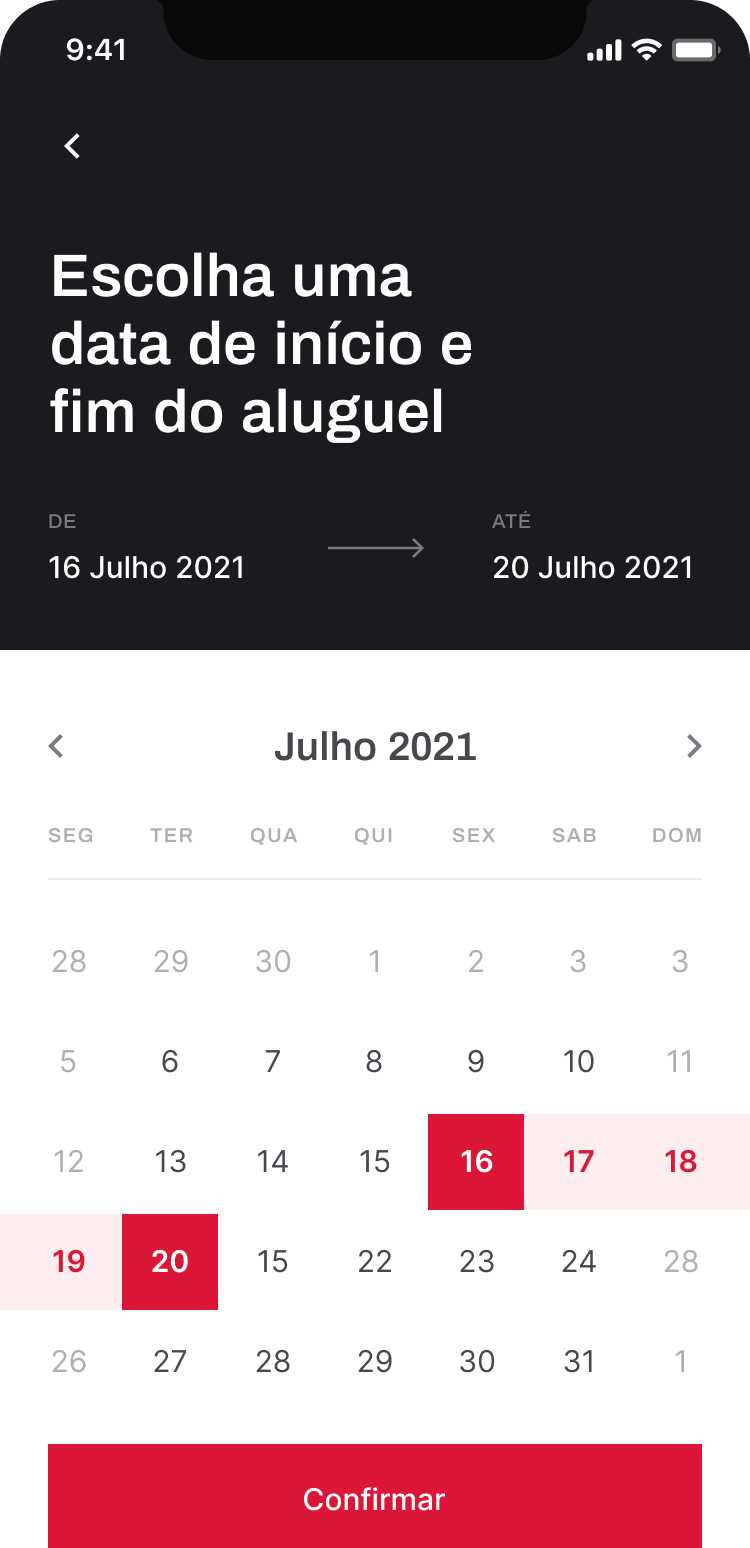 9:41
Escolha uma
data de início e
fim do aluguel
DE
16 Julho 2021
ATÉ
20 Julho 2021
Julho 2021
SEG TER QUA QUI SEX SAB DOM
28 29 30 1 2 3 3
5 6 7 8 9 10 11
12 13 14 15 16 17 18
19 20 15 22 23 24 28
26 27 28 29 30 31 1
Confirmar